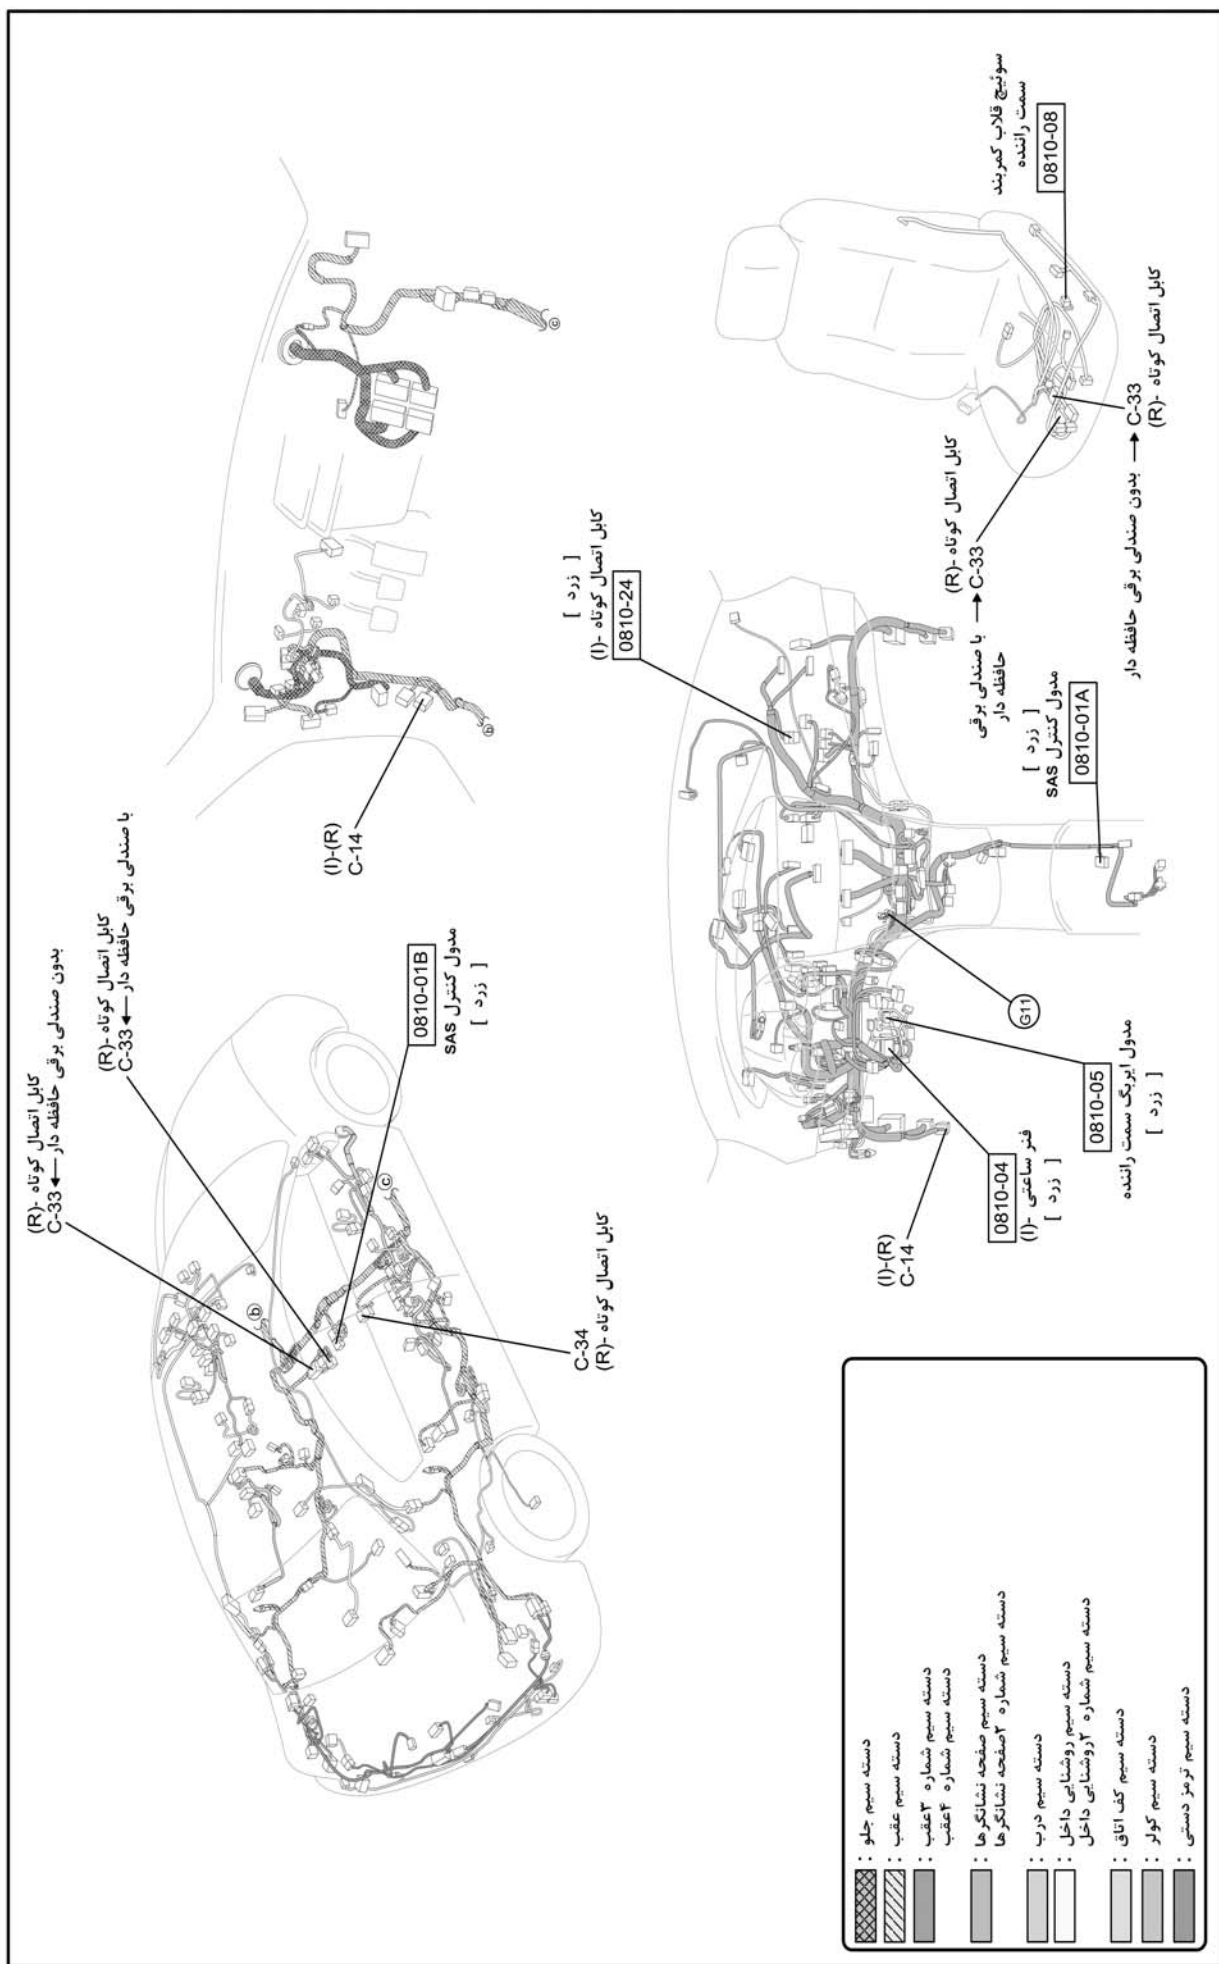 کابل اتصال کوتاه -(R)
C-33 ← بدون صندلی برقی حافظه دار
کابل اتصال کوتاه -(R)
C-33 ← با صندلی برقی حافظه دار
0810-01B
مدول کنترل SAS
[ زرد ]
C-34
کابل اتصال کوتاه -(R)
b
c
(I)-(R)
C-14
b
c
کابل اتصال کوتاه -(I)
[ زرد ]
0810-24
سوئیچ قلاب کمربند
سمت راننده
0810-08
کابل اتصال کوتاه -(R)
با صندلی برقی → C-33
حافظه دار
بدون صندلی برقی حافظه دار → C-33
کابل اتصال کوتاه -(R)
[ زرد ]
مدول کنترل SAS
0810-01A
G11
0810-05
مدول ایربگ سمت راننده
[ زرد ]
0810-04
فنر ساعتی -(I)
[ زرد ]
(I)-(R)
C-14
: دسته سیم جلو
: دسته سیم عقب
: دسته سیم شماره ۳عقب
دسته سیم شماره ۴عقب
: دسته سیم صفحه نشانگرها
دسته سیم شماره ۲صفحه نشانگرها
: دسته سیم درب
: دسته سیم روشنایی داخل
دسته سیم شماره ۲روشنایی داخل
: دسته سیم کف اتاق
: دسته سیم کولر
: دسته سیم ترمز دستی